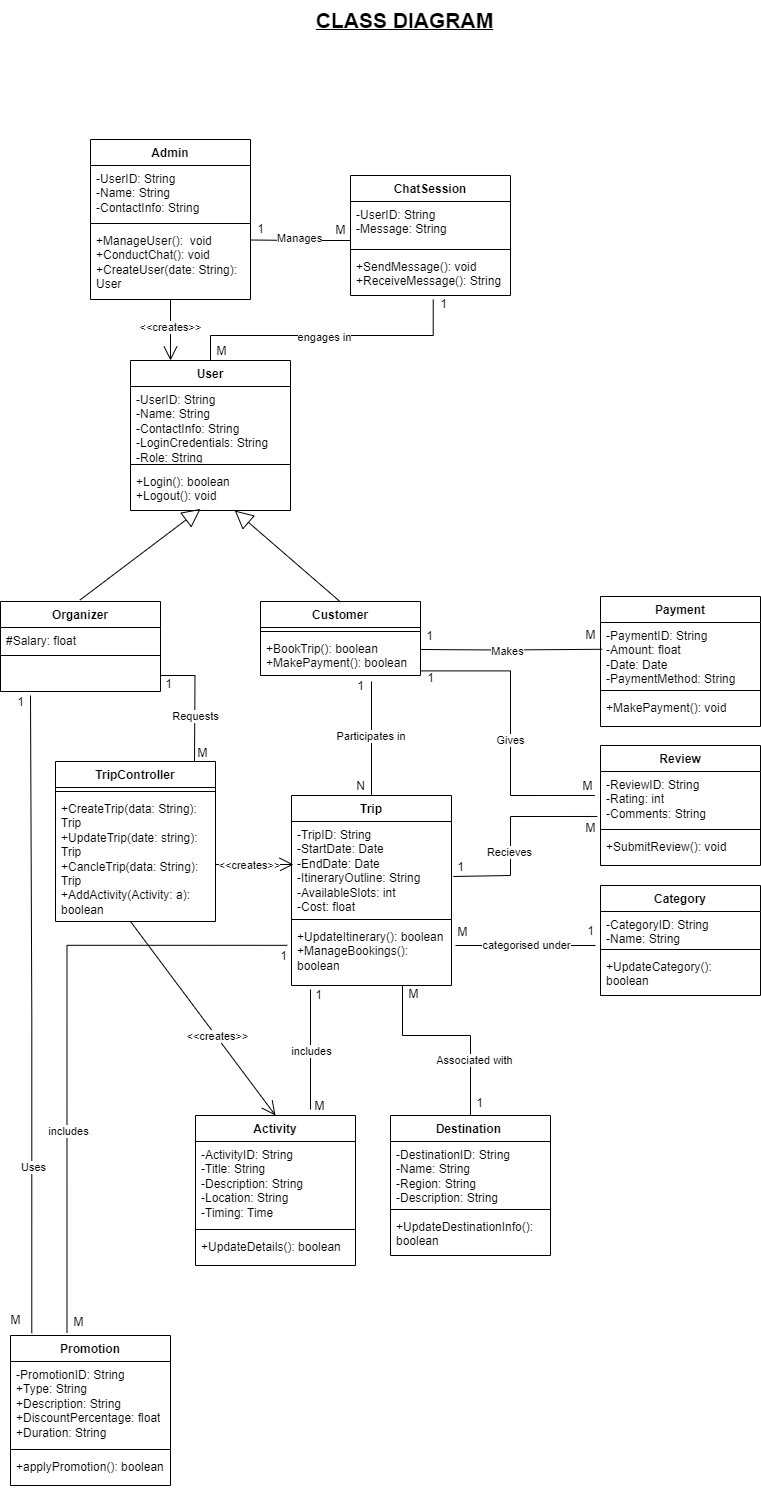 CLASS DIAGRAM
Admin
-UserID: String
-Name: String
-ContactInfo: String
+ManageUser():  void
+ConductChat(): void
+CreateUser(date: String):
User
1
Manages
M
ChatSession
-UserID: String
-Message: String
+SendMessage(): void
+ReceiveMessage(): String
1
<<creates>>
engages in
M
User
-UserID: String
-Name: String
-ContactInfo: String
-LoginCredentials: String
-Role: String
+Login(): boolean
+Logout(): void
Organizer
#Salary: float
1
1
Requests
M
Customer
+BookTrip(): boolean
+MakePayment(): boolean
1
Makes
M
1
Gives
M
1
Participates in
N
Payment
-PaymentID: String
-Amount: float
-Date: Date
-PaymentMethod: String
+MakePayment(): void
Review
-ReviewID: String
-Rating: int
-Comments: String
+SubmitReview(): void
TripController
+CreateTrip(data: String):
Trip
+UpdateTrip(date: string):
Trip
+CancleTrip(data: String):
Trip
+AddActivity(Activity: a):
boolean
<<creates>>
Trip
-TripID: String
-StartDate: Date
-EndDate: Date
-ItineraryOutline: String
-AvailableSlots: int
-Cost: float
+UpdateItinerary(): boolean
+ManageBookings():
boolean
1
Recieves
M
M
categorised under
1
Category
-CategoryID: String
-Name: String
+UpdateCategory():
boolean
1
1
M
<<creates>>
includes
Associated with
M
1
Activity
-ActivityID: String
-Title: String
-Description: String
-Location: String
-Timing: Time
+UpdateDetails(): boolean
Destination
-DestinationID: String
-Name: String
-Region: String
-Description: String
+UpdateDestinationInfo():
boolean
includes
Uses
M
M
Promotion
-PromotionID: String
+Type: String
+Description: String
+DiscountPercentage: float
+Duration: String
+applyPromotion(): boolean